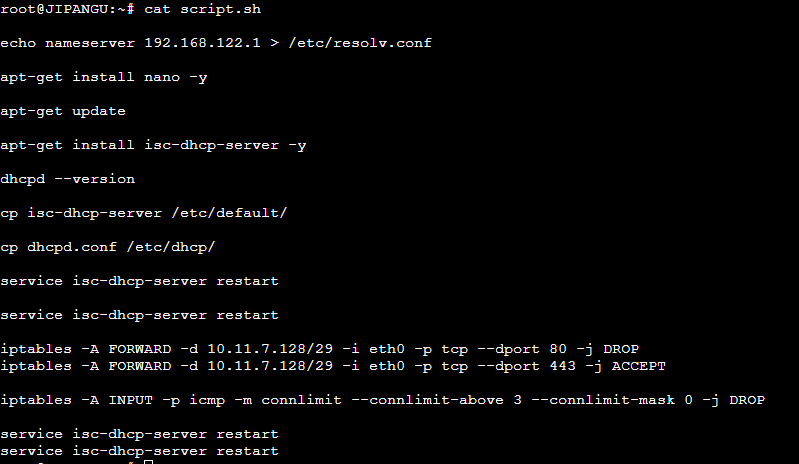 root@JIPANGU:~# cat script.sh
echo nameserver 192.168.122.1 > /etc/resolv.conf
apt-get install nano -y
apt-get update
apt-get install isc-dhcp-server -y
dhcpd --version
cp isc-dhcp-server /etc/default/
cp dhcpd.conf /etc/dhcp/
service isc-dhcp-server restart
service isc-dhcp-server restart
iptables -A FORWARD -d 10.11.7.128/29 -i eth0 -p tcp --dport 80 -j DROP
iptables -A FORWARD -d 10.11.7.128/29 -i eth0 -p tcp --dport 443 -j ACCEPT
iptables -A INPUT -p icmp -m connlimit --connlimit-above 3 --connlimit-mask 0 -j DROP
service isc-dhcp-server restart
service isc-dhcp-server restart